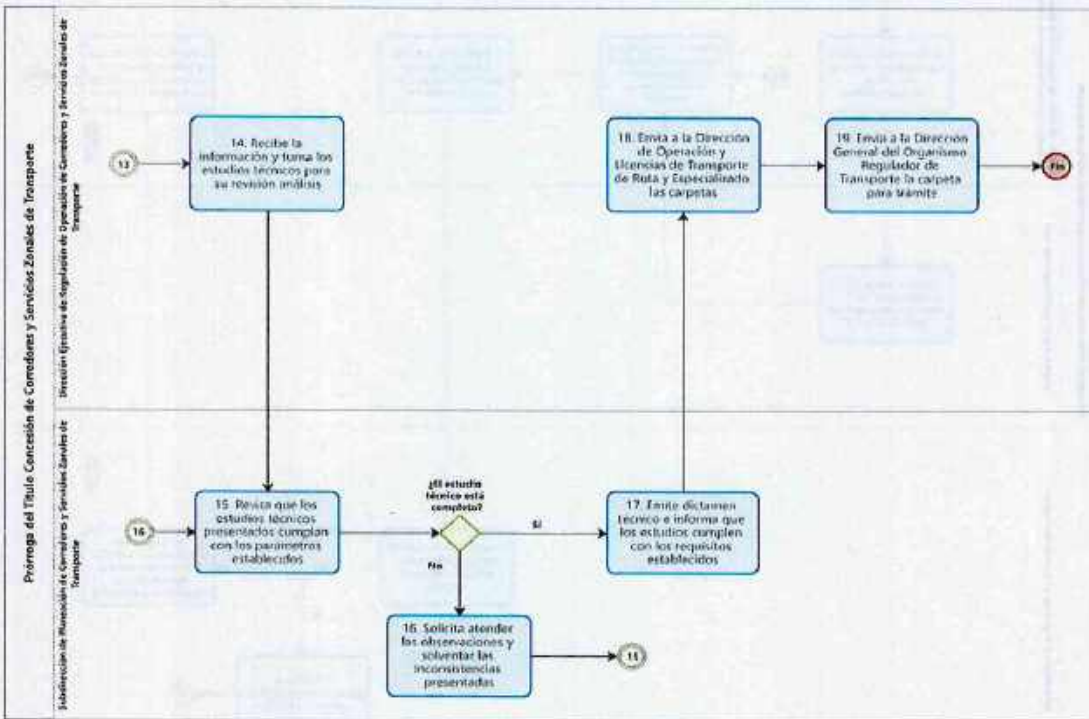 Prórroga del Título Concesión de Corredores y Servicios Zonales de Transporte
Dirección Ejecutiva de Regulación de Operación de Corredores y Servicios Zonales de
Transporte
13
14. Recibe la
información y turna los
estudios técnicos para
su revisión análisis
18. Envía a la Dirección
de Operación y
Licencias de Transporte
de Ruta y Especializado
las carpetas
19. Envía a la Dirección
General del Organismo
Regulador de
Transporte la carpeta
para trámite
Fin
Subdirección de Planeación de Corredores y Servicios Zonales de
Transporte
16
15. Revisa que los
estudios técnicos
presentados cumplan
con los parámetros
establecidos
¿El estudio
técnico está
completo?
Si
No
17. Emite dictamen
técnico e informa que
los estudios cumplen
con los requisitos
establecidos
16. Solicita atender
las observaciones y
solventar las
inconsistencias
presentadas
15